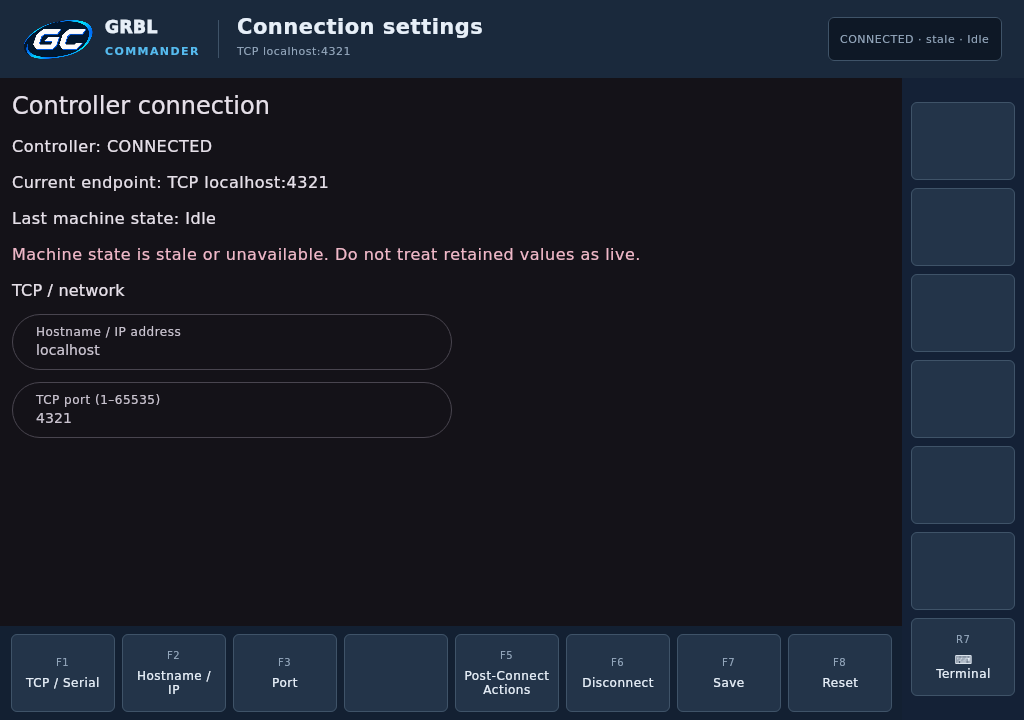 GC
GRBL
COMMANDER
Connection settings
TCP localhost:4321
CONNECTED · stale · Idle
Controller connection
Controller: CONNECTED
Current endpoint: TCP localhost:4321
Last machine state: Idle
Machine state is stale or unavailable. Do not treat retained values as live.
TCP / network
Hostname / IP address
localhost
TCP port (1–65535)
4321
R7
⌨
Terminal
F1
TCP / Serial
F2
Hostname /
IP
F3
Port
F5
Post-Connect
Actions
F6
Disconnect
F7
Save
F8
Reset